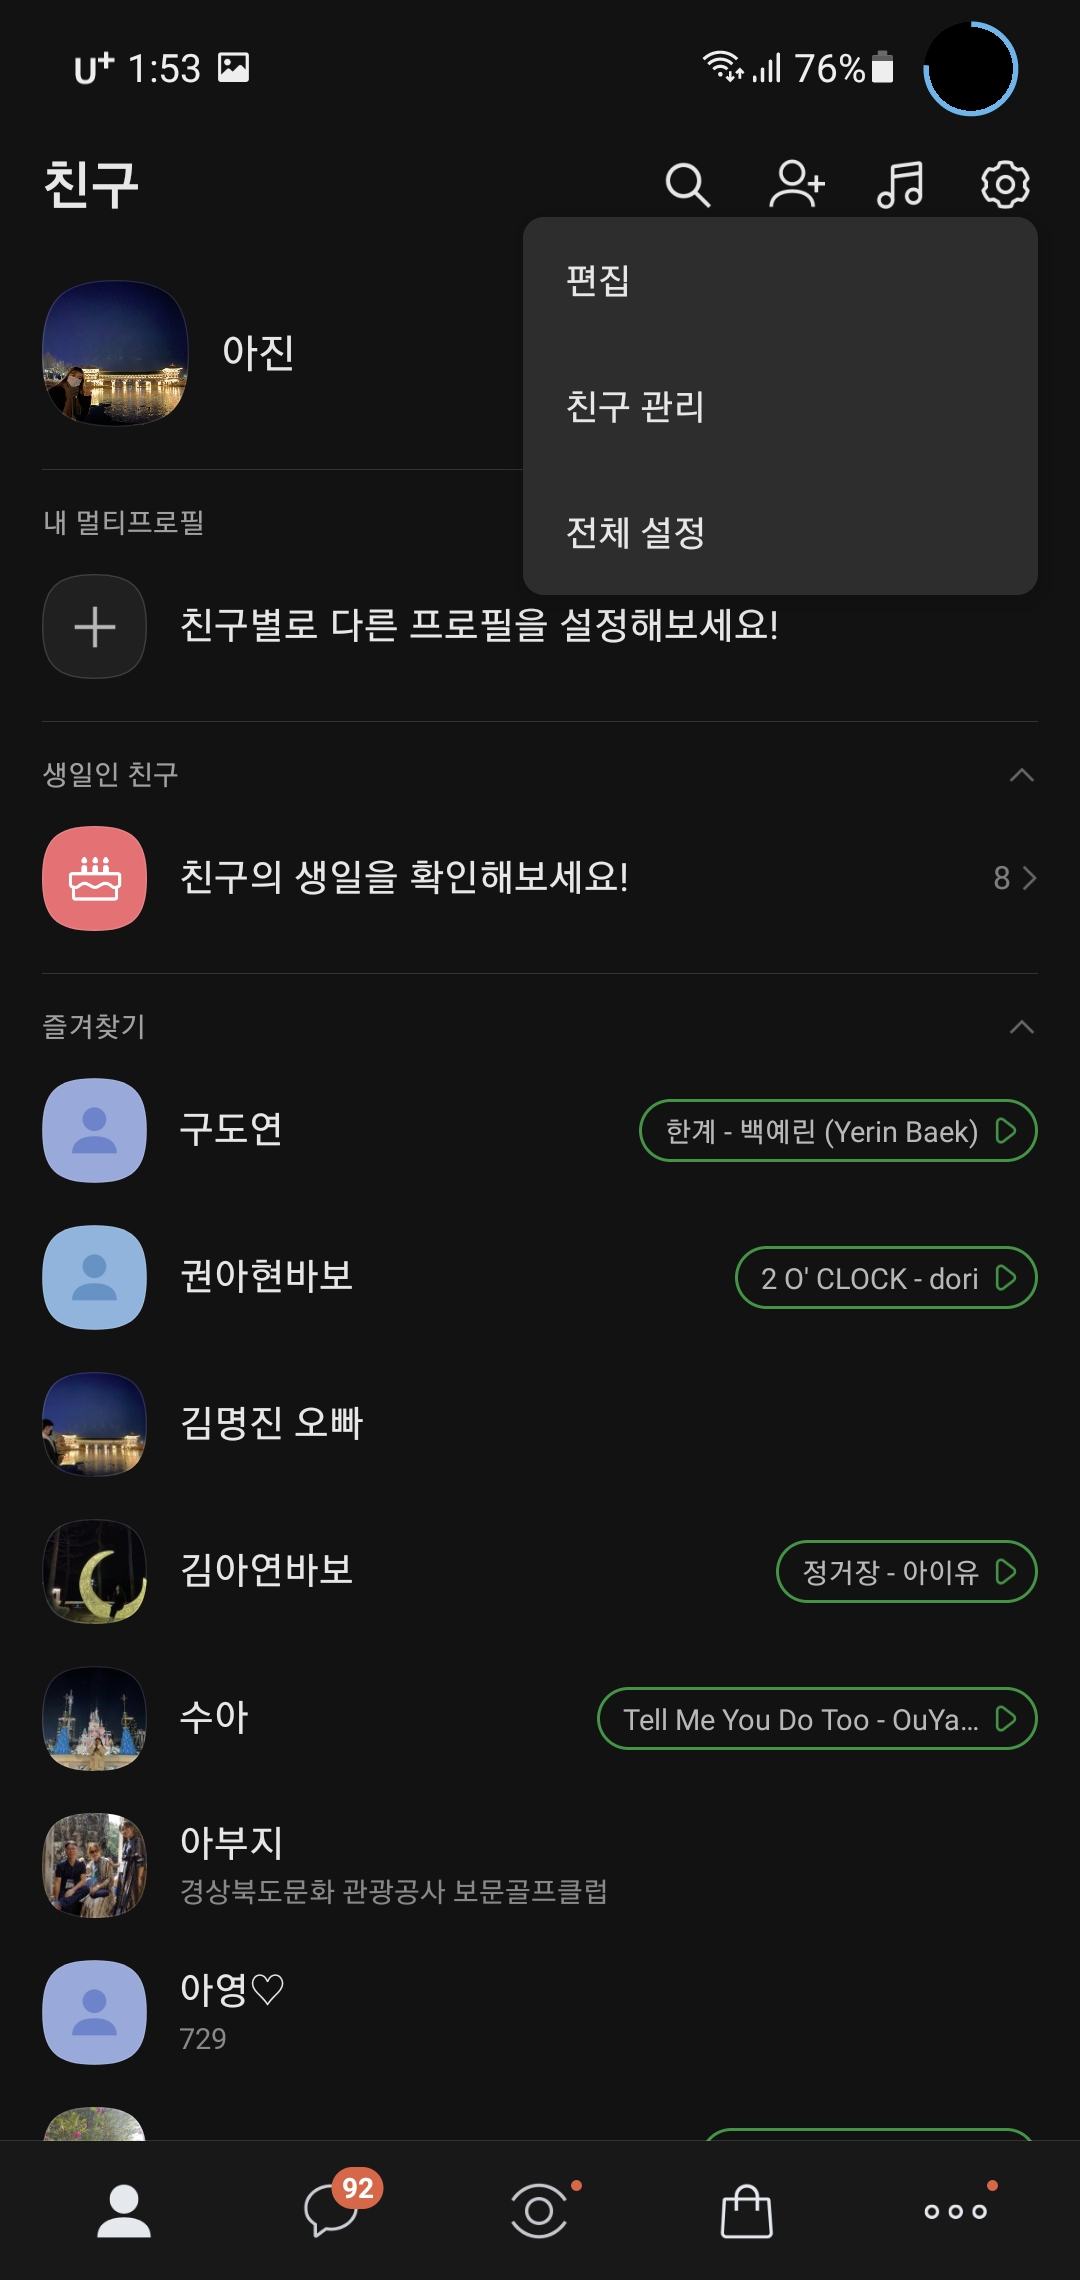 U+ 1:53 76%
친구
편집
아진
친구 관리
내 멀티프로필
전체 설정
친구별로 다른 프로필을 설정해보세요!
생일인 친구
친구의 생일을 확인해보세요! 8
즐겨찾기
구도연 한계 - 백예린 (Yerin Baek)
권아현바보 2 O' CLOCK - dori
김명진 오빠
김아연바보 정거장 - 아이유
수아 Tell Me You Do Too - OuYa...
아부지
경상북도문화 관광공사 보문골프클럽
아영♡
729
92